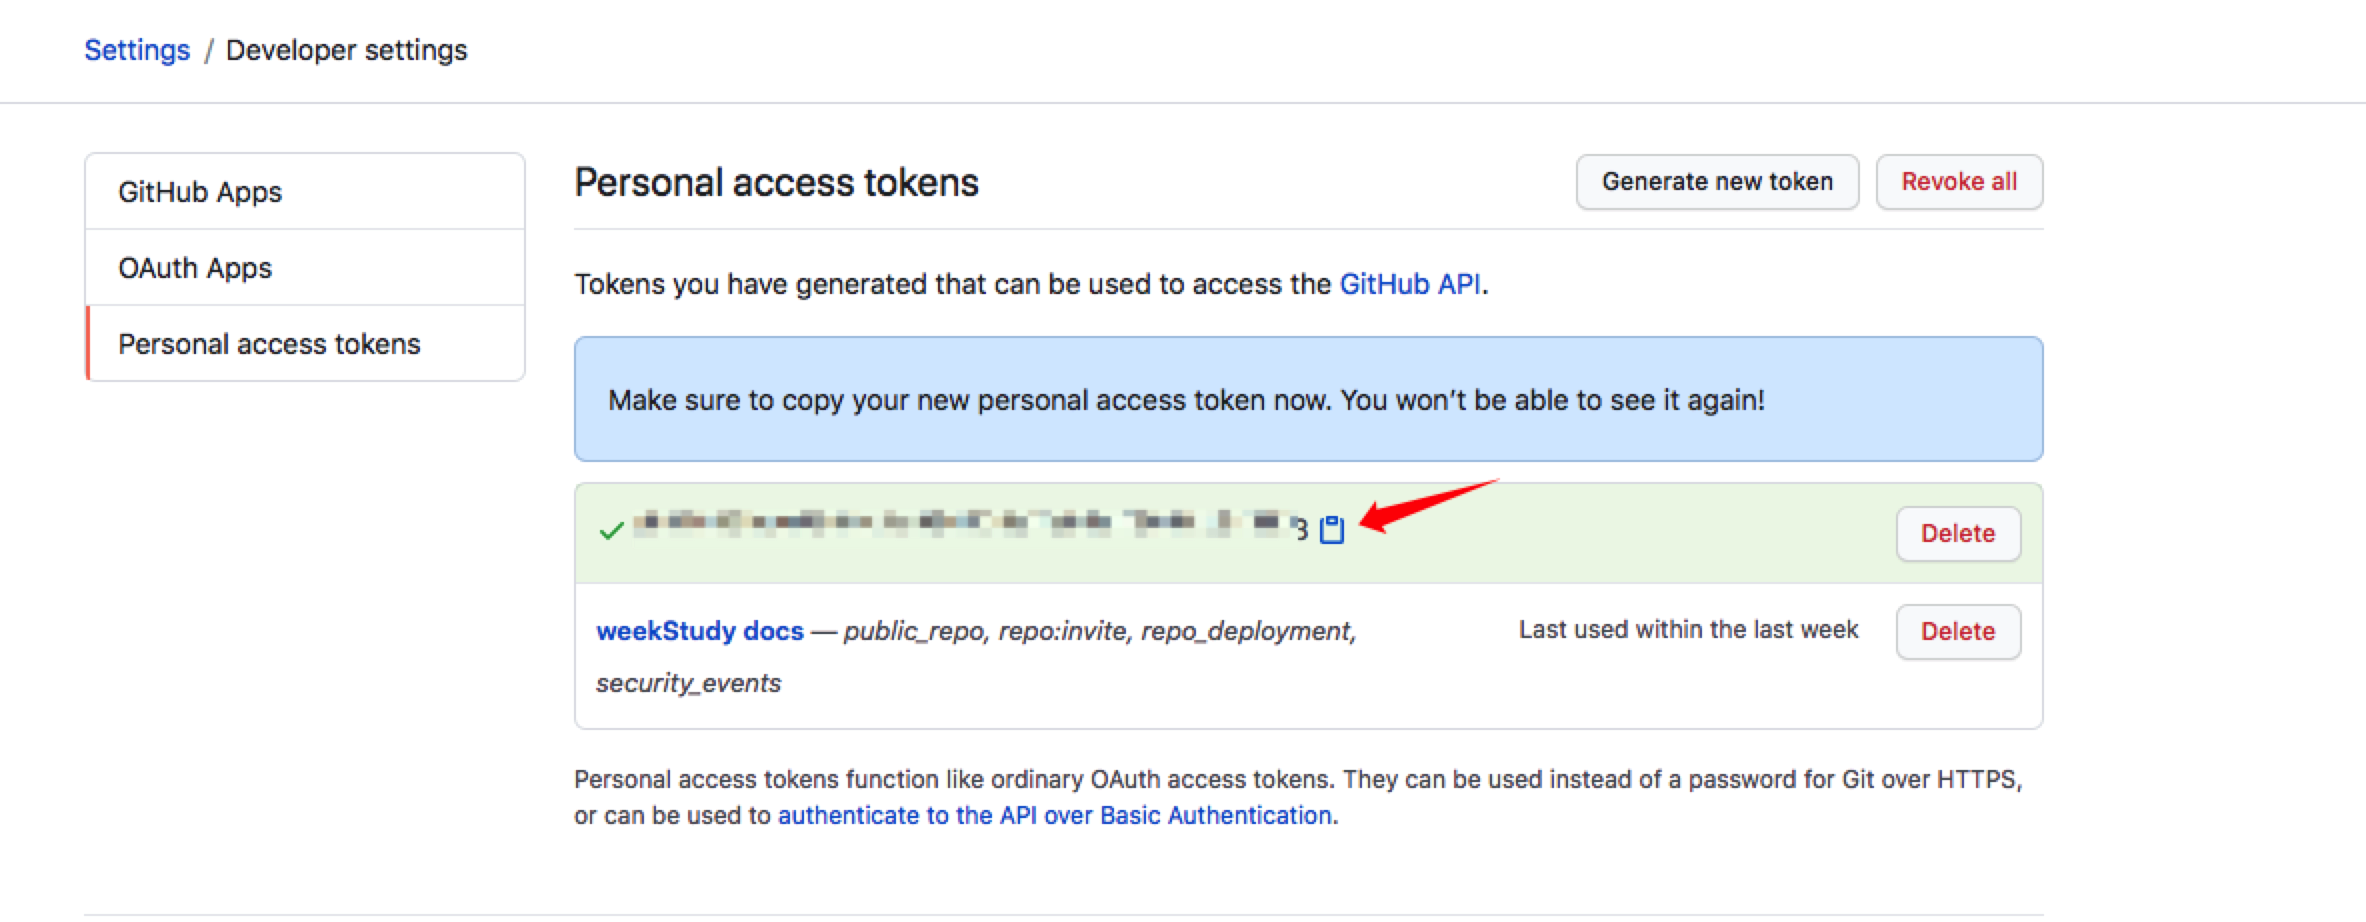 Settings / Developer settings
GitHub Apps
OAuth Apps
Personal access tokens
Personal access tokens
Generate new token
Revoke all
Tokens you have generated that can be used to access the GitHub API.
Make sure to copy your new personal access token now. You won’t be able to see it again!
Delete
weekStudy docs — public_repo, repo:invite, repo_deployment,
security_events
Last used within the last week
Delete
Personal access tokens function like ordinary OAuth access tokens. They can be used instead of a password for Git over HTTPS,
or can be used to authenticate to the API over Basic Authentication.